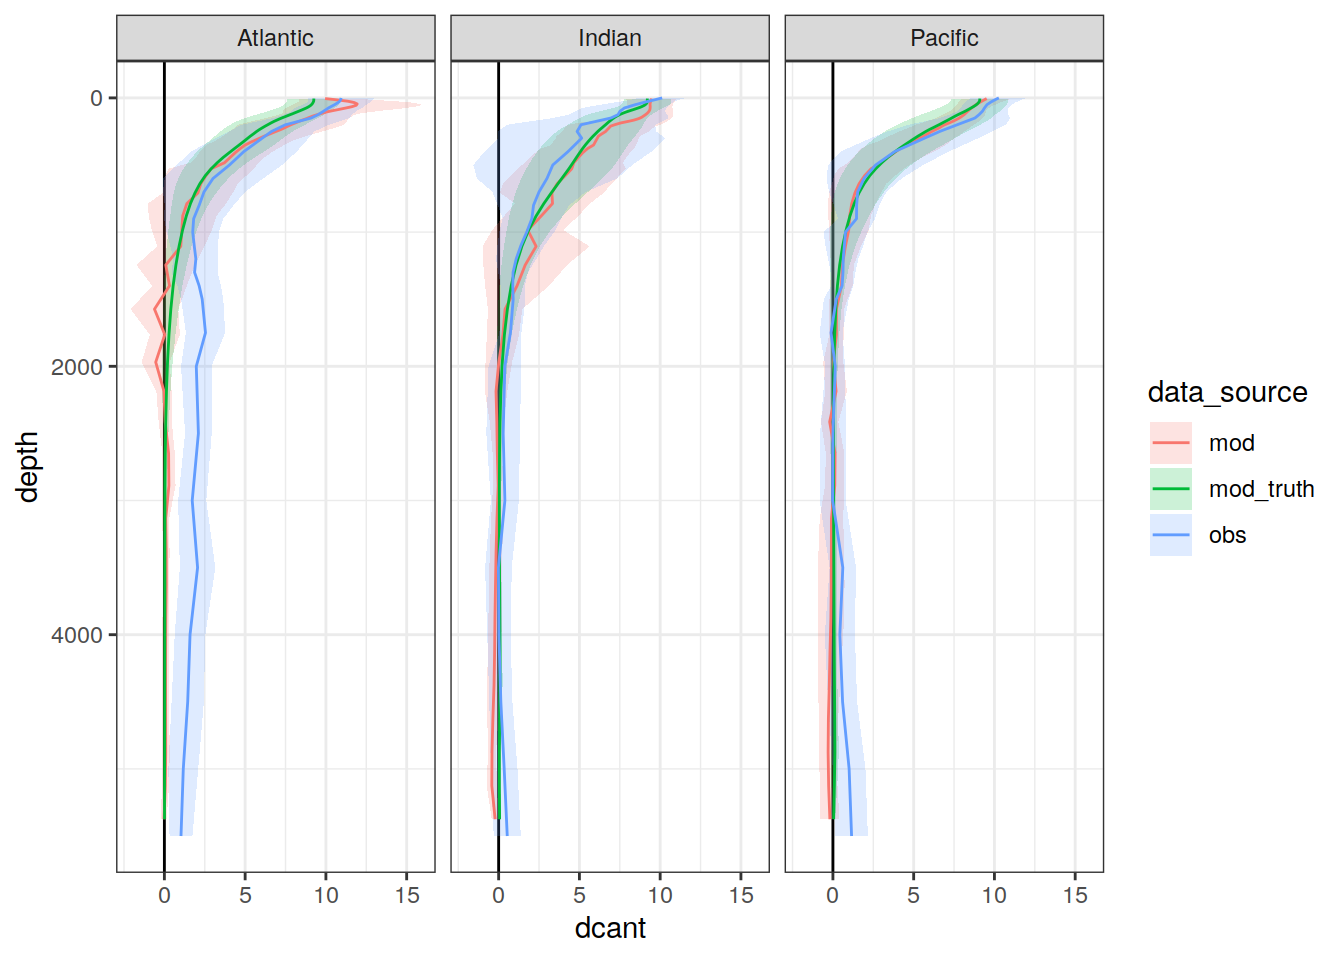 Atlantic
Indian
Pacific
0
2000
4000
depth
0 5 10 15
0 5 10 15
0 5 10 15
dcant
data_source
mod
mod_truth
obs